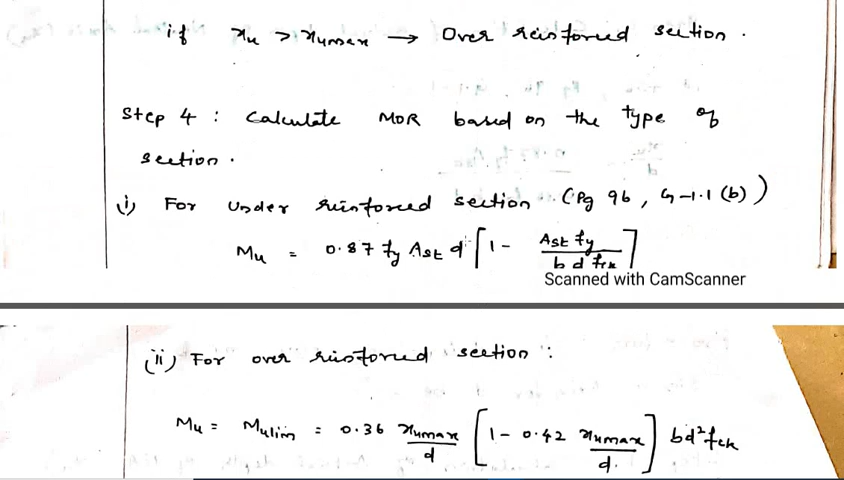 if xu > xumax → Over reinforced section.
Step 4 : Calculate MOR based on the type of
section.
(i) For Under reinforced section (Pg 96, G-1.1 (b))
Mu = 0.87 fy Ast d [1 - Ast fy / b d fck]
Scanned with CamScanner
(ii) For over reinforced section :
Mu = Mulim = 0.36 xumax / d [1 - 0.42 xumax / d.] bd²fck